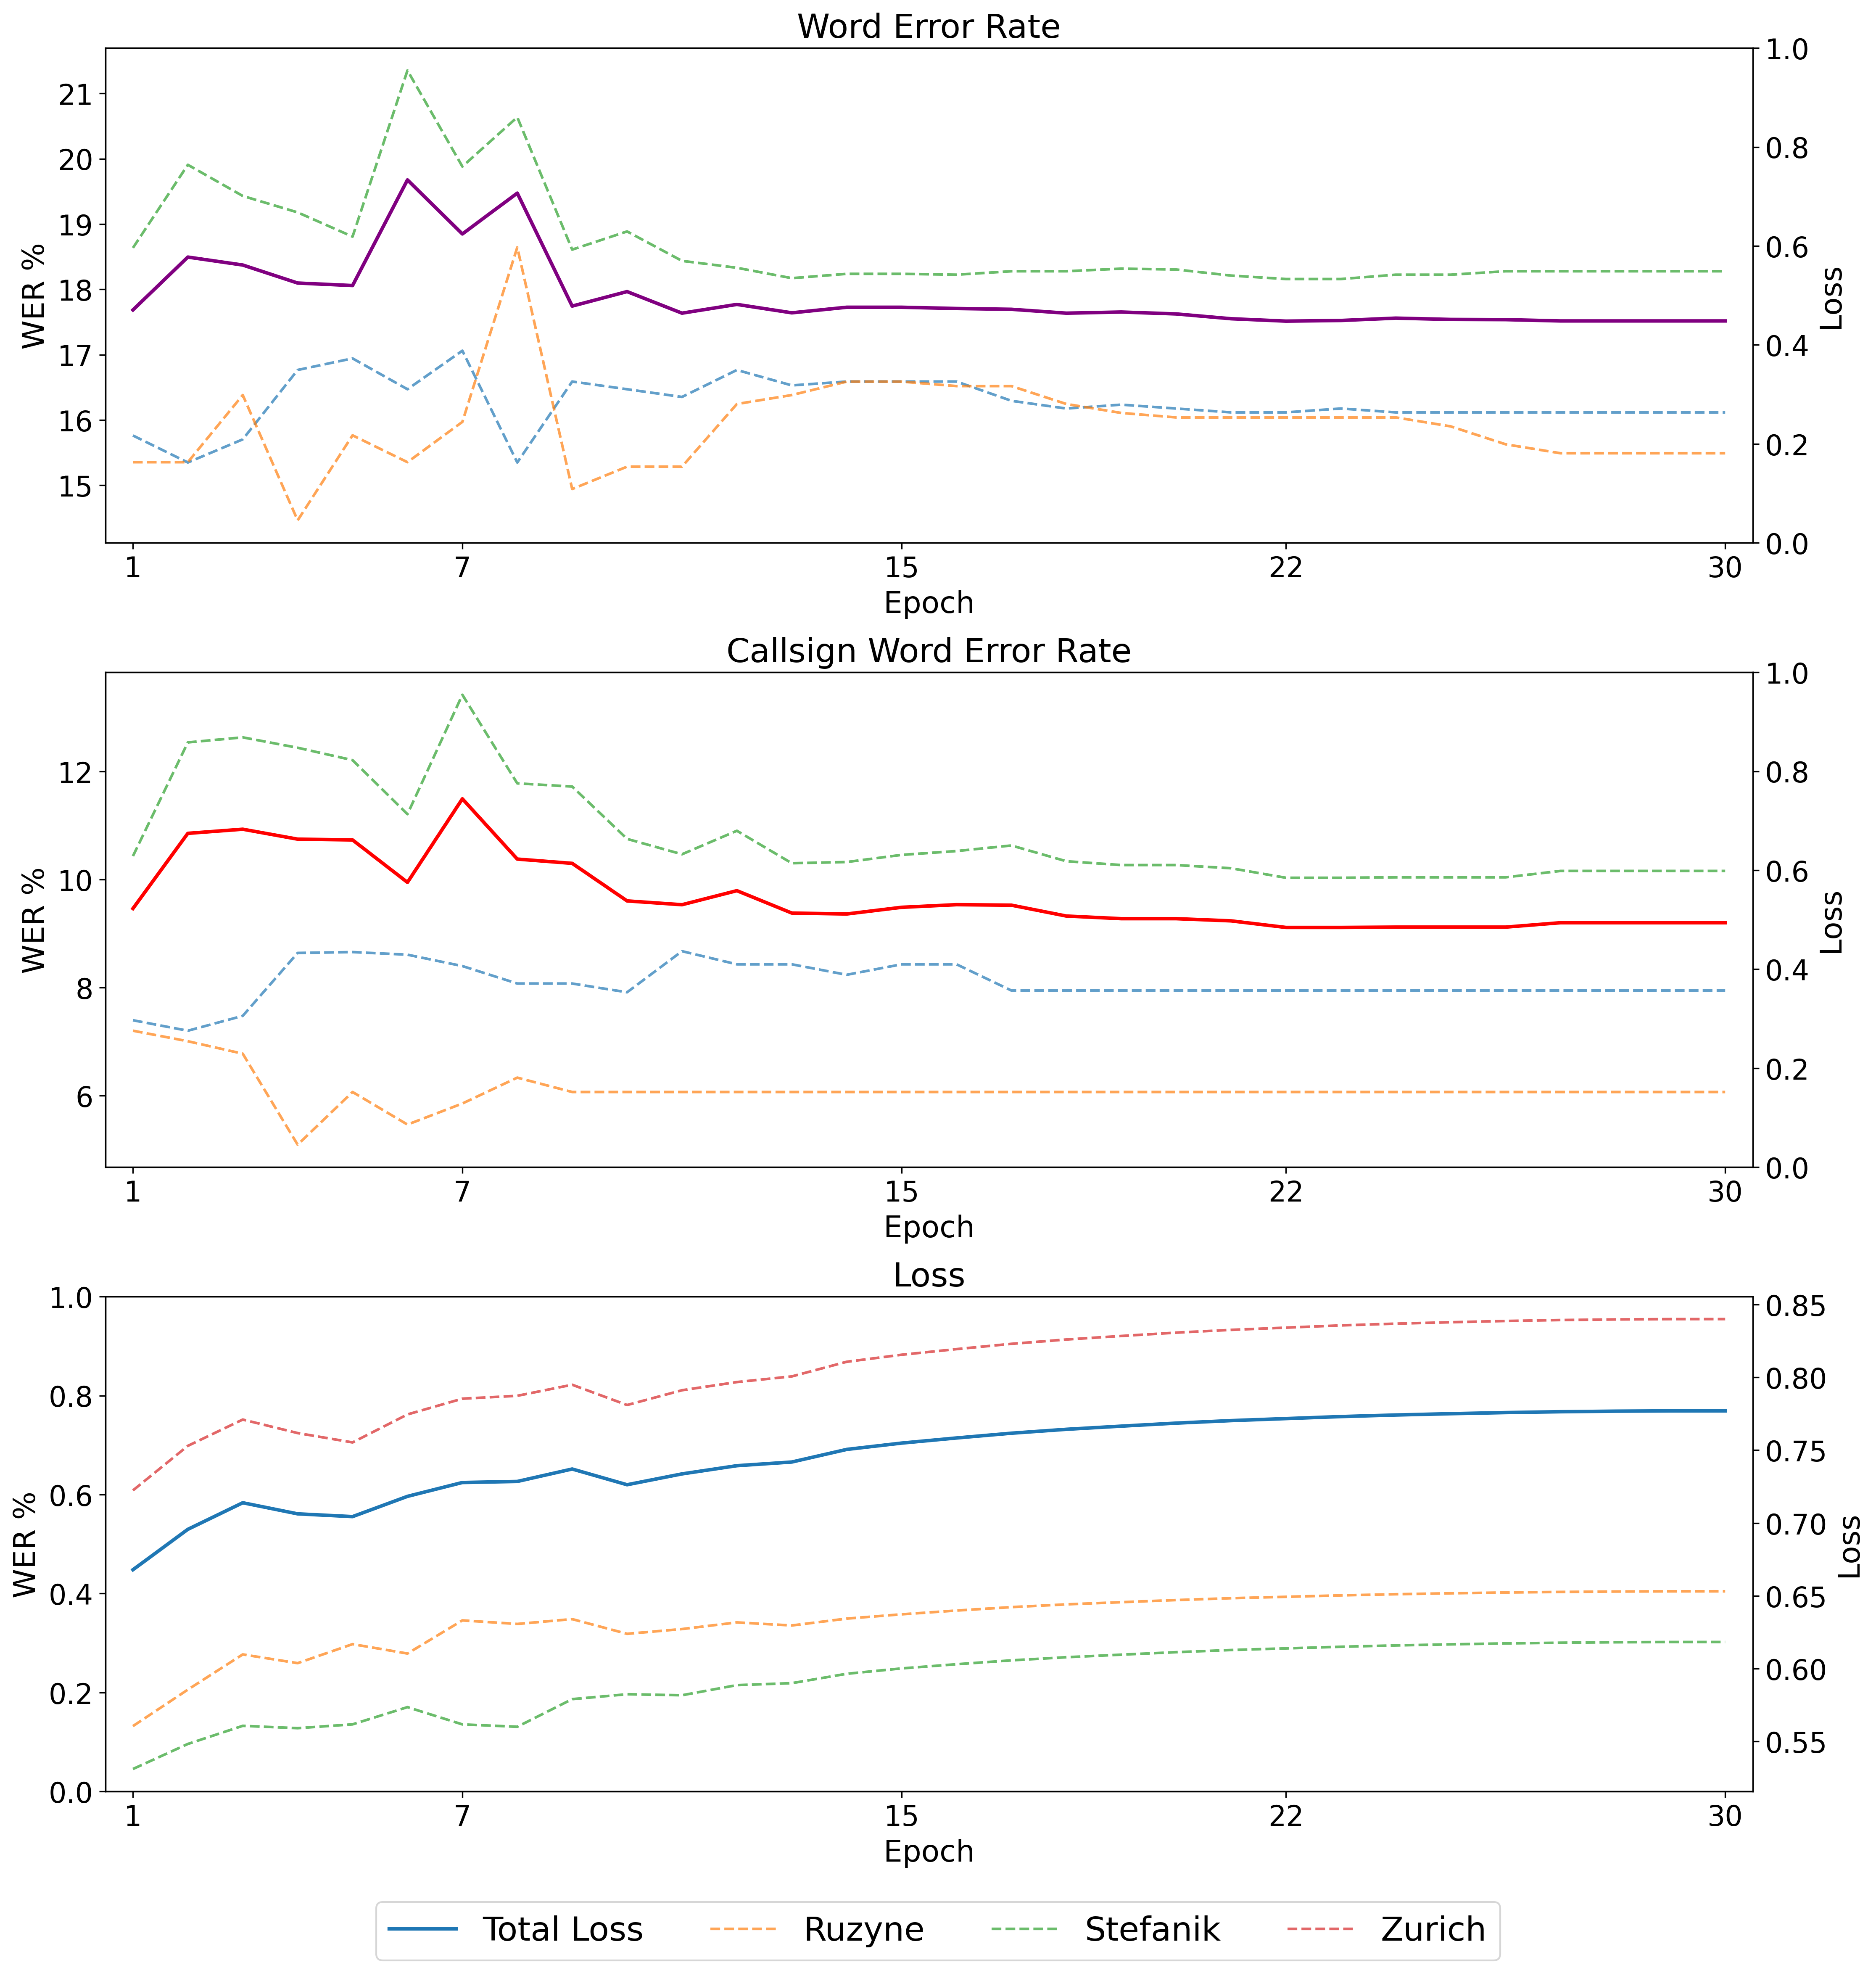 Word Error Rate
WER %
21
20
19
18
17
16
15
1.0
0.8
0.6
0.4
0.2
0.0
Loss
1 7 15 22 30
Epoch
Callsign Word Error Rate
WER %
12
10
8
6
1.0
0.8
0.6
0.4
0.2
0.0
Loss
1 7 15 22 30
Epoch
Loss
WER %
1.0
0.8
0.6
0.4
0.2
0.0
0.85
0.80
0.75
0.70
0.65
0.60
0.55
Loss
1 7 15 22 30
Epoch
Total Loss Ruzyne Stefanik Zurich